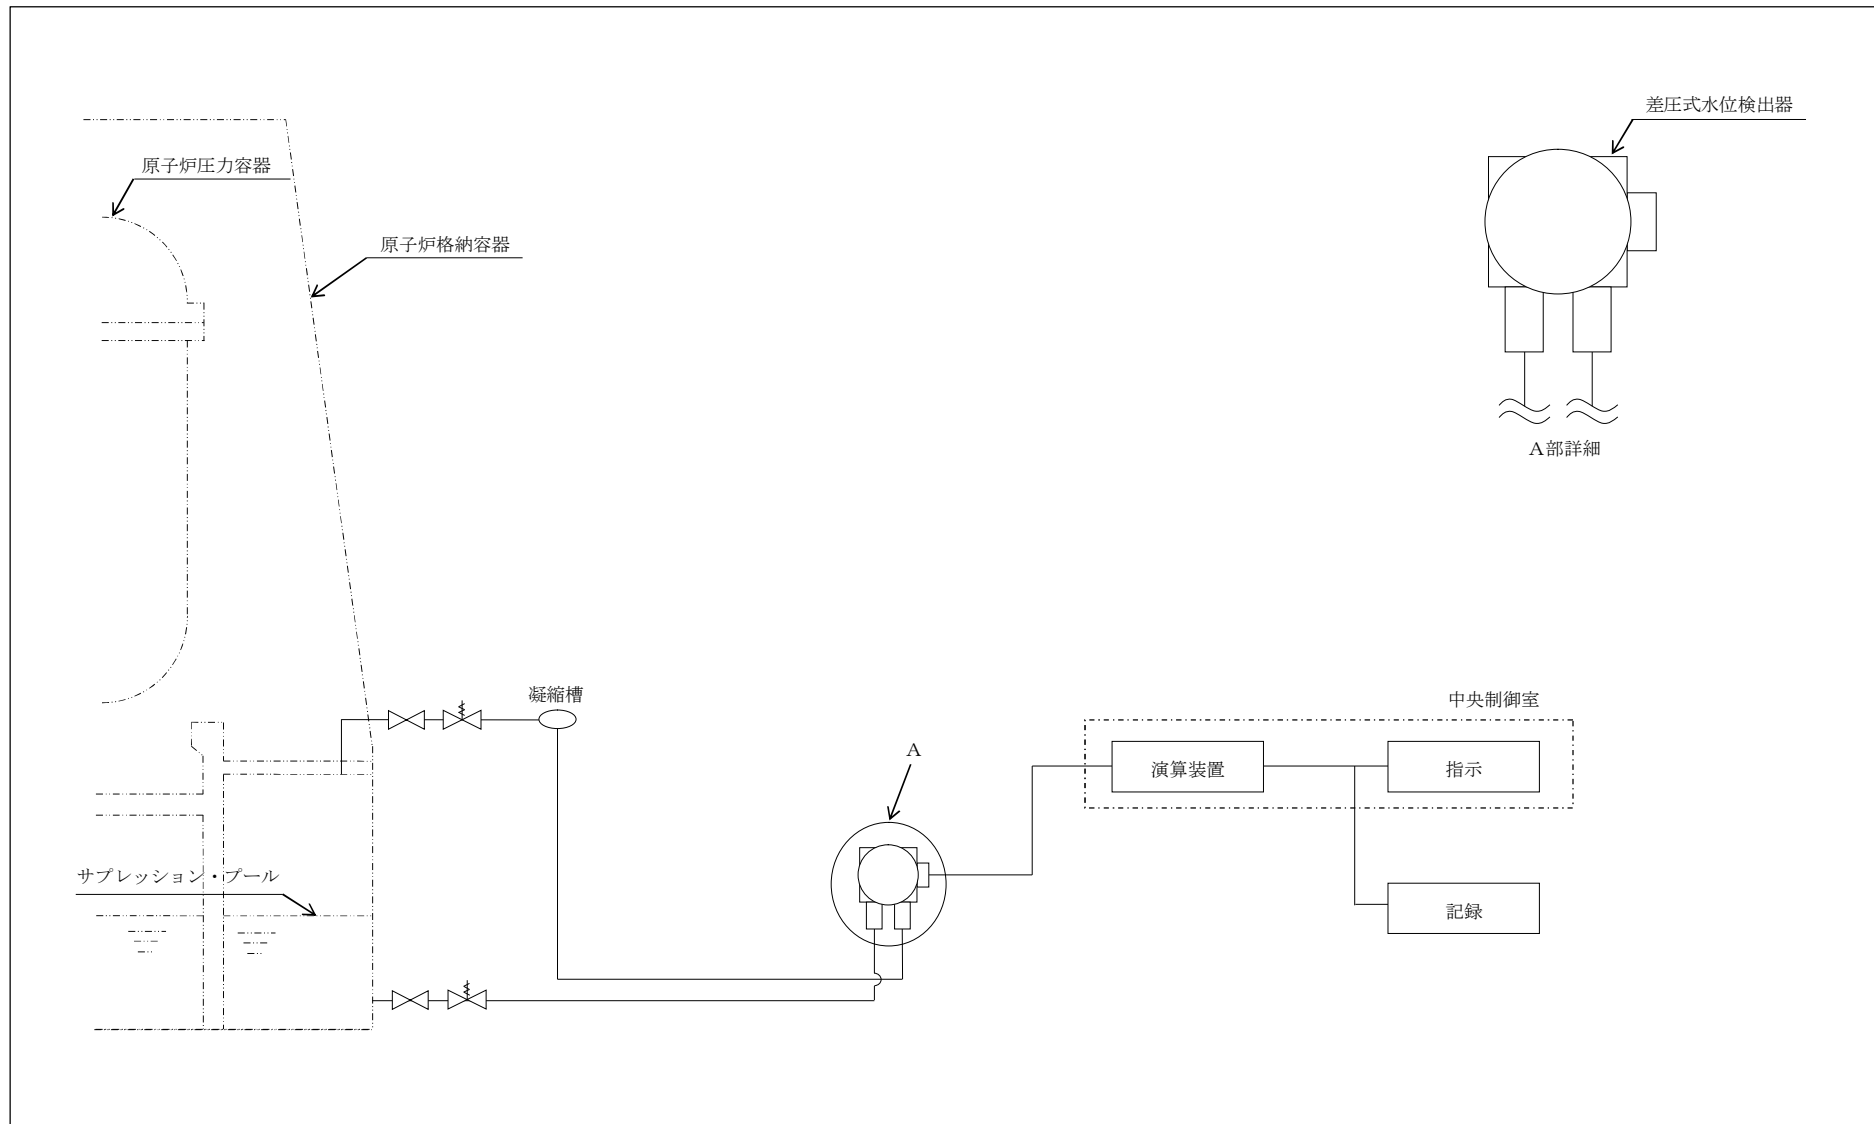 差圧式水位検出器
原子炉圧力容器
原子炉格納容器
A部詳細
凝縮槽
中央制御室
A
演算装置
指示
サプレッション・プール
記録